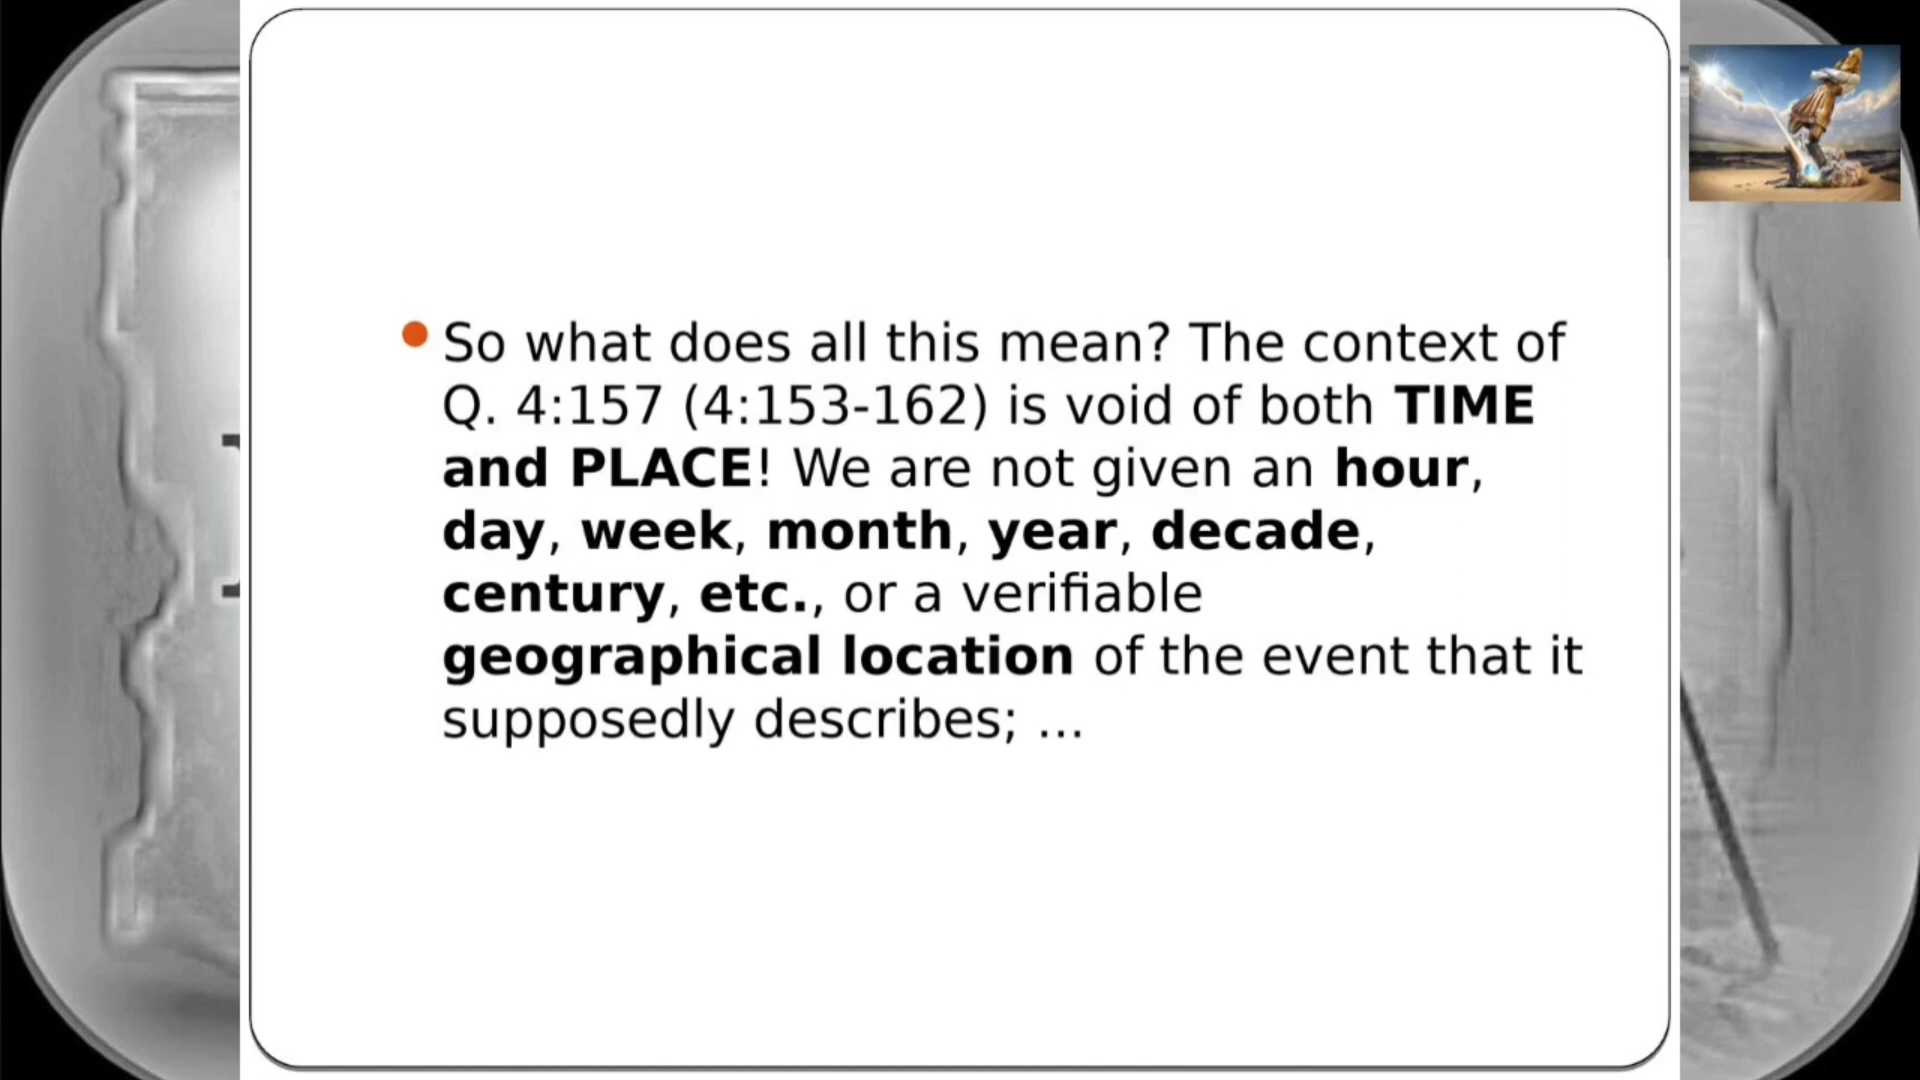 So what does all this mean? The context of
Q. 4:157 (4:153-162) is void of both TIME
and PLACE! We are not given an hour,
day, week, month, year, decade,
century, etc., or a verifiable
geographical location of the event that it
supposedly describes; ...